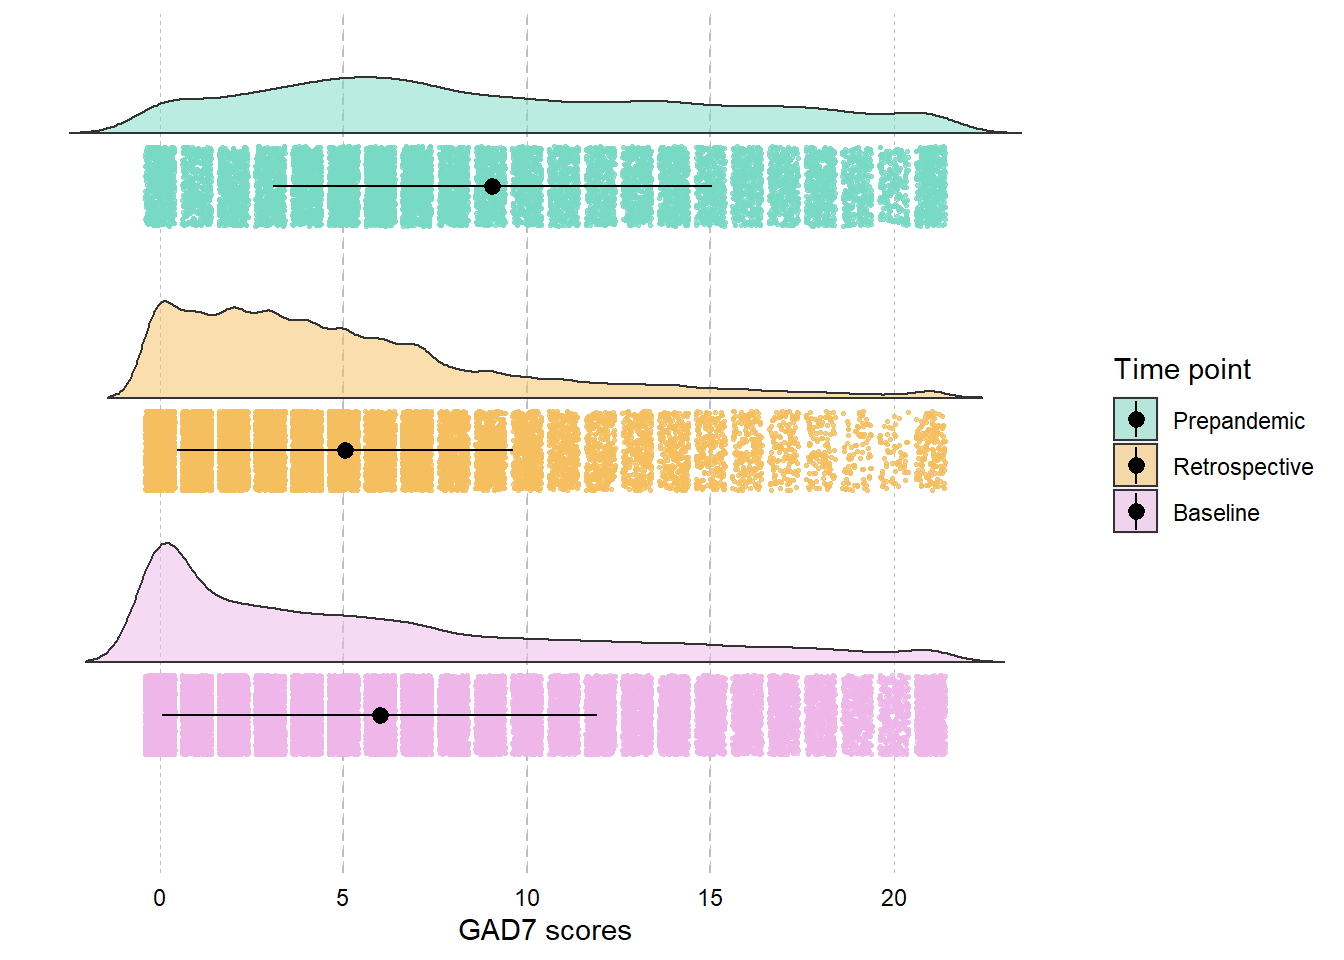 Time point
Prepandemic
Retrospective
Baseline
0 5 10 15 20
GAD7 scores